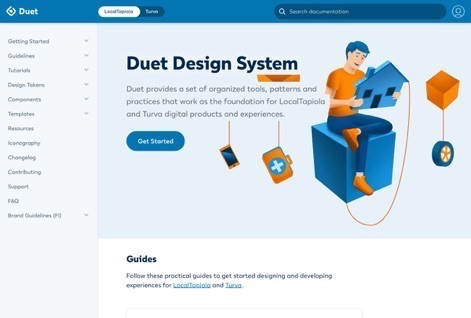 Duet
LocalTapiola
Turva
Search documentation
Getting Started
Guidelines
Tutorials
Design Tokens
Components
Templates
Resources
Iconography
Changelog
Contributing
Support
FAQ
Brand Guidelines (FI)
Duet Design System
Duet provides a set of organized tools, patterns and
practices that work as the foundation for LocalTapiola
and Turva digital products and experiences.
Get Started
Guides
Follow these practical guides to get started designing and developing
experiences for LocalTapiola and Turva.